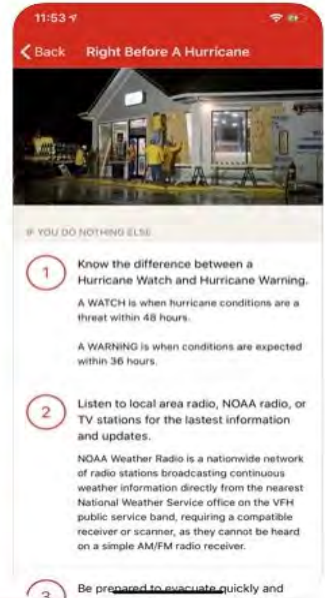 11:53
Back Right Before A Hurricane
IF YOU DO NOTHING ELSE
1
Know the difference between a
Hurricane Watch and Hurricane Warning.
A WATCH is when hurricane conditions are a
threat within 48 hours.
A WARNING is when conditions are expected
within 36 hours.
2
Listen to local area radio, NOAA radio, or
TV stations for the lastest information
and updates.
NOAA Weather Radio is a nationwide network
of radio stations broadcasting continuous
weather information directly from the nearest
National Weather Service office on the VFH
public service band, requiring a compatible
receiver or scanner, as they cannot be heard
on a simple AM/FM radio receiver.
3
Be prepared to evacuate quickly and